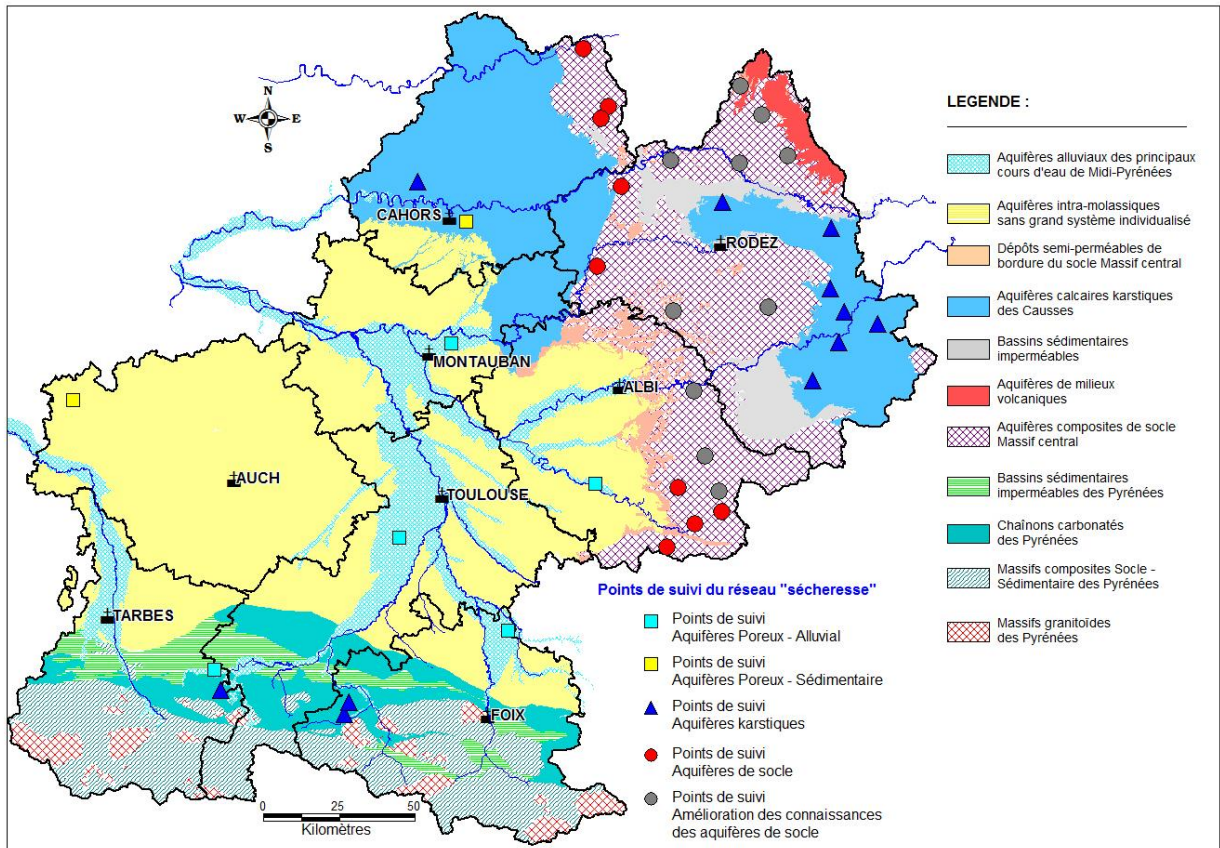 N
W E
S
CAHORS
RODEZ
MONTAUBAN
ALBI
AUCH
TOULOUSE
TARBES
FOIX
0 25 50
Kilomètres
LEGENDE :
Aquifères alluviaux des principaux
cours d'eau de Midi-Pyrénées
Aquifères intra-molassiques
sans grand système individualisé
Dépôts semi-perméables de
bordure du socle Massif central
Aquifères calcaires karstiques
des Causses
Bassins sédimentaires
imperméables
Aquifères de milieux
volcaniques
Aquifères composites de socle
Massif central
Bassins sédimentaires
imperméables des Pyrénées
Chaînons carbonatés
des Pyrénées
Massifs composites Socle -
Sédimentaire des Pyrénées
Massifs granitoïdes
des Pyrénées
Points de suivi du réseau "sécheresse"
Points de suivi
Aquifères Poreux - Alluvial
Points de suivi
Aquifères Poreux - Sédimentaire
Points de suivi
Aquifères karstiques
Points de suivi
Aquifères de socle
Points de suivi
Amélioration des connaissances
des aquifères de socle